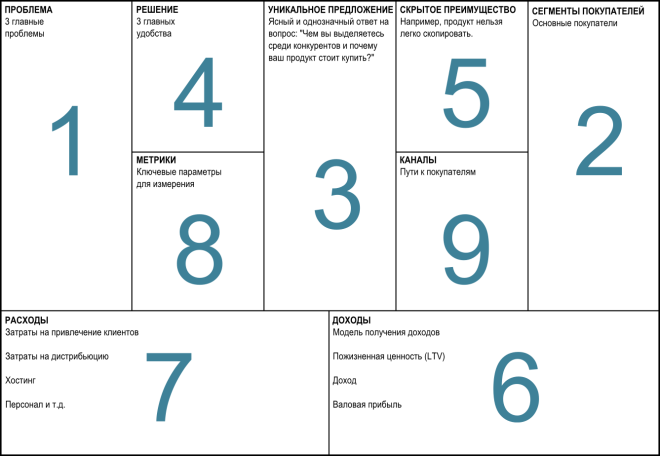 ПРОБЛЕМА
3 главные
проблемы
1
РЕШЕНИЕ
3 главных
удобства
4
МЕТРИКИ
Ключевые параметры
для измерения
8
УНИКАЛЬНОЕ ПРЕДЛОЖЕНИЕ
Ясный и однозначный ответ на
вопрос: "Чем вы выделяетесь
среди конкурентов и почему
ваш продукт стоит купить?"
3
СКРЫТОЕ ПРЕИМУЩЕСТВО
Например, продукт нельзя
легко скопировать.
5
КАНАЛЫ
Пути к покупателям
9
СЕГМЕНТЫ ПОКУПАТЕЛЕЙ
Основные покупатели
2
РАСХОДЫ
Затраты на привлечение клиентов
Затраты на дистрибьюцию
Хостинг
Персонал и т.д.
7
ДОХОДЫ
Модель получения доходов
Пожизненная ценность (LTV)
Доход
Валовая прибыль
6